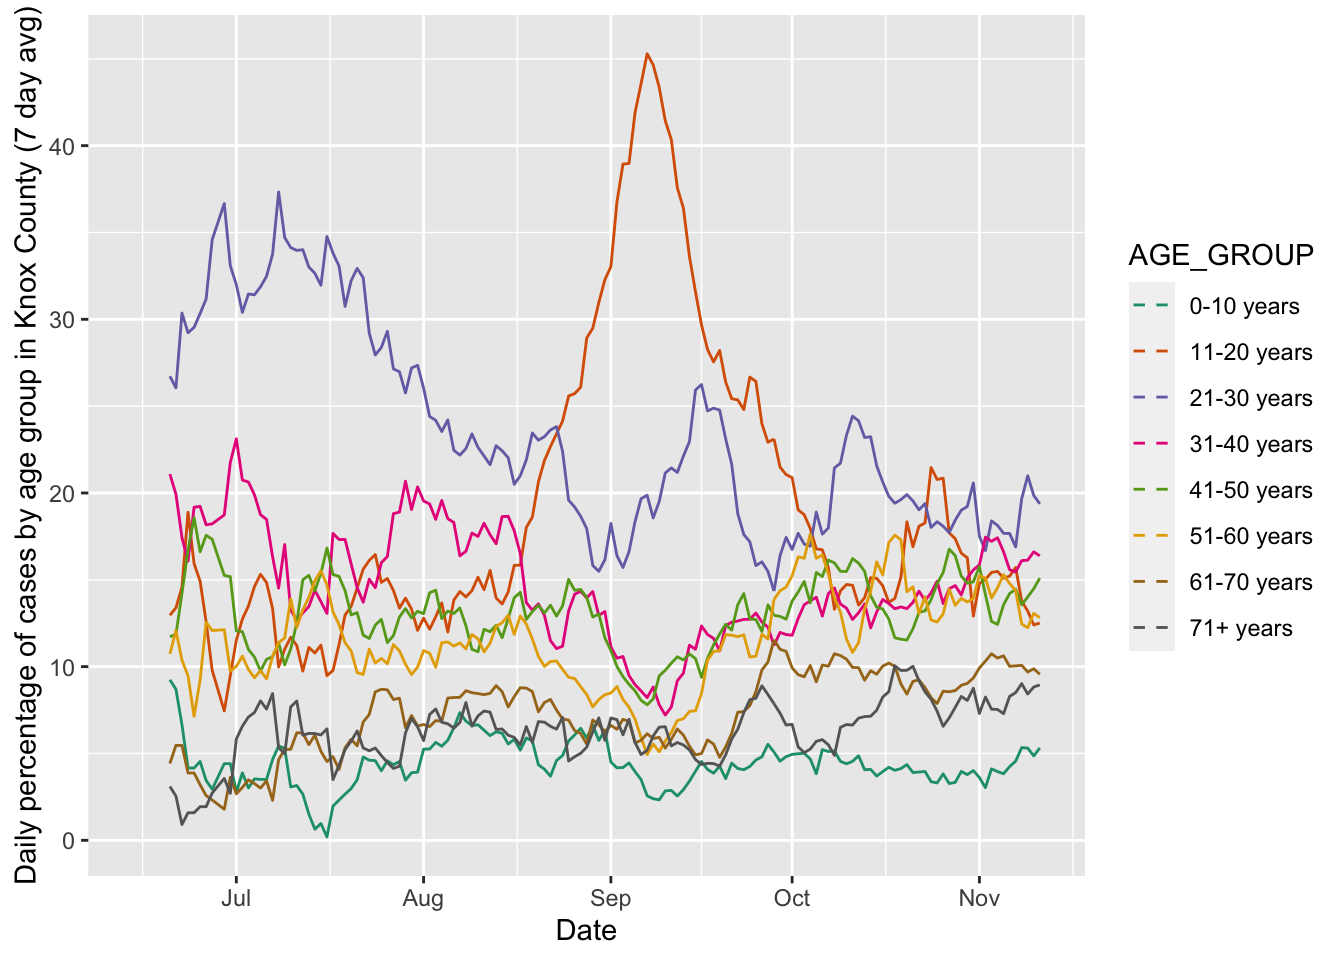 Daily percentage of cases by age group in Knox County (7 day avg)
40
30
20
10
0
Jul Aug Sep Oct Nov
Date
AGE_GROUP
0-10 years
11-20 years
21-30 years
31-40 years
41-50 years
51-60 years
61-70 years
71+ years